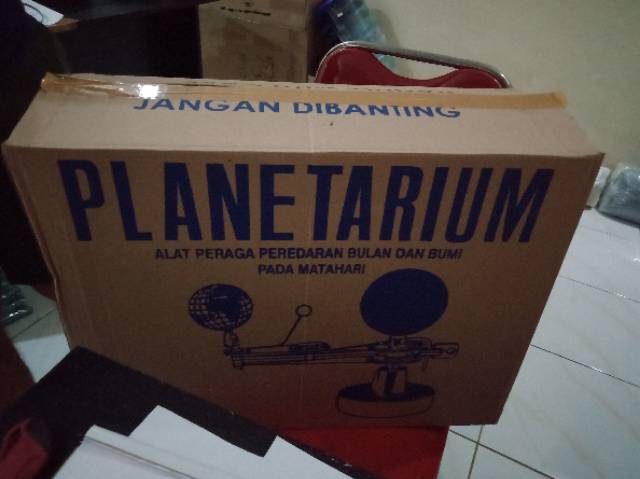 JANGAN DIBANTING
PLANETARIUM
ALAT PERAGA PEREDARAN BULAN DAN BUMI
PADA MATAHARI